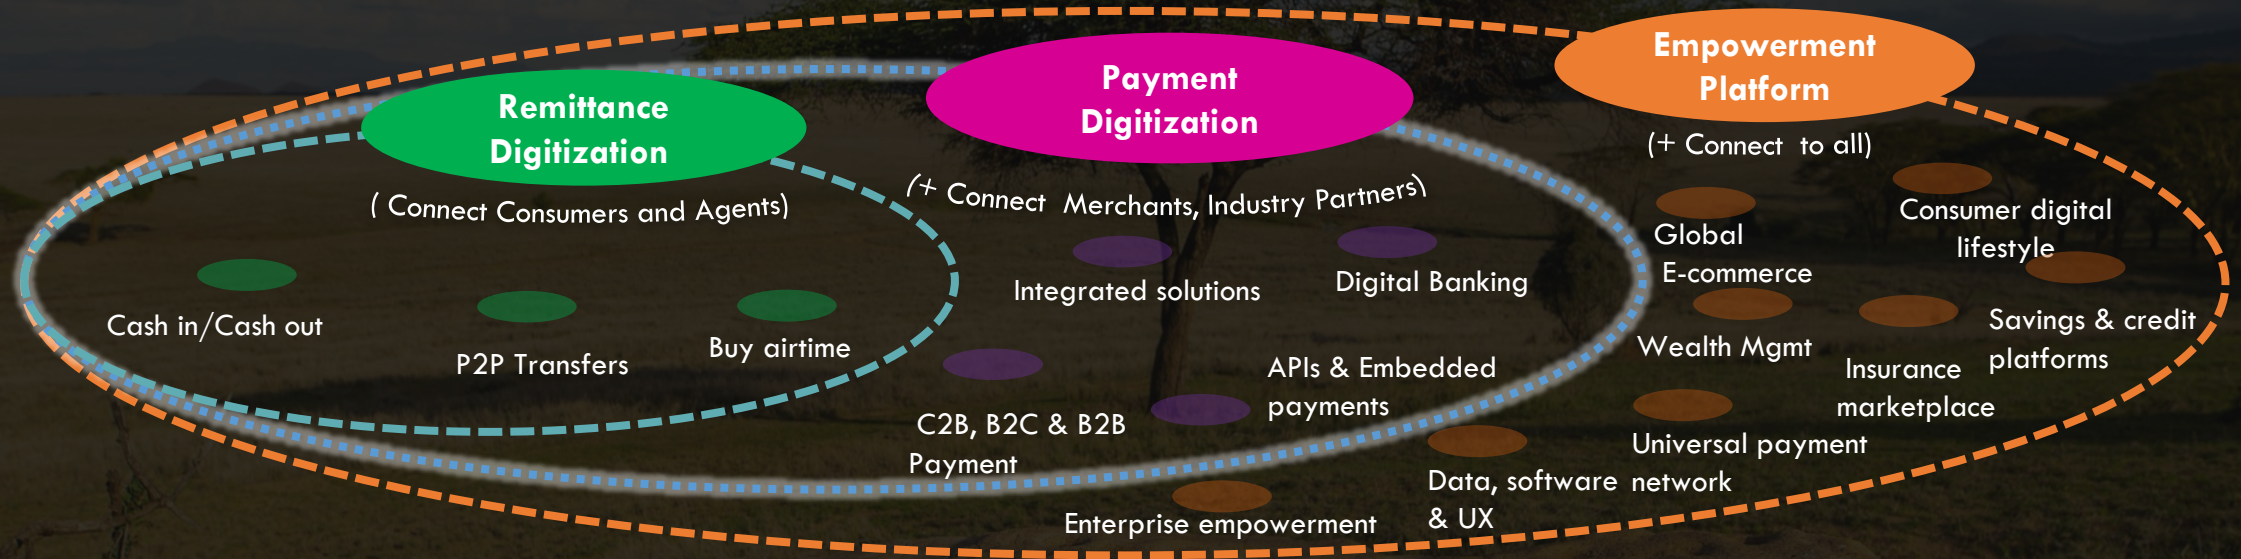 Remittance
Digitization
( Connect Consumers and Agents)
Cash in/Cash out
P2P Transfers
Buy airtime
Payment
Digitization
(+ Connect Merchants, Industry Partners)
Integrated solutions
Digital Banking
C2B, B2C & B2B
Payment
APIs & Embedded
payments
Empowerment
Platform
(+ Connect to all)
Global
E-commerce
Consumer digital
lifestyle
Wealth Mgmt
Insurance
marketplace
Savings & credit
platforms
Universal payment
network
Data, software
& UX
Enterprise empowerment